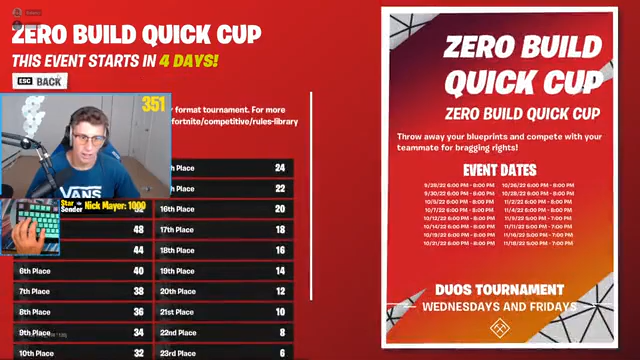 ZERO BUILD QUICK CUP
THIS EVENT STARTS IN 4 DAYS!
ESC BACK
351
format tournament. For more
fortnite/competitive/rules-library
VANS
Star Sender
Nick Mayer: 1000
Place 24
Place 22
16th Place 20
48 17th Place 18
44 18th Place 16
6th Place 40 19th Place 14
7th Place 38 20th Place 12
8th Place 36 21st Place 10
9th Place 34 22nd Place 8
10th Place 32 23rd Place 6
ZERO BUILD
QUICK CUP
ZERO BUILD QUICK CUP
Throw away your blueprints and compete with your
teammate for bragging rights!
EVENT DATES
9/28/22 6:00 PM - 8:00 PM 10/26/22 6:00 PM - 8:00 PM
9/30/22 6:00 PM - 8:00 PM 10/28/22 6:00 PM - 8:00 PM
10/5/22 6:00 PM - 8:00 PM 11/2/22 6:00 PM - 8:00 PM
10/7/22 6:00 PM - 8:00 PM 11/4/22 6:00 PM - 8:00 PM
10/12/22 6:00 PM - 8:00 PM 11/9/22 5:00 PM - 7:00 PM
10/14/22 6:00 PM - 8:00 PM 11/11/22 5:00 PM - 7:00 PM
10/19/22 6:00 PM - 8:00 PM 11/16/22 5:00 PM - 7:00 PM
10/21/22 6:00 PM - 8:00 PM 11/18/22 5:00 PM - 7:00 PM
DUOS TOURNAMENT
WEDNESDAYS AND FRIDAYS